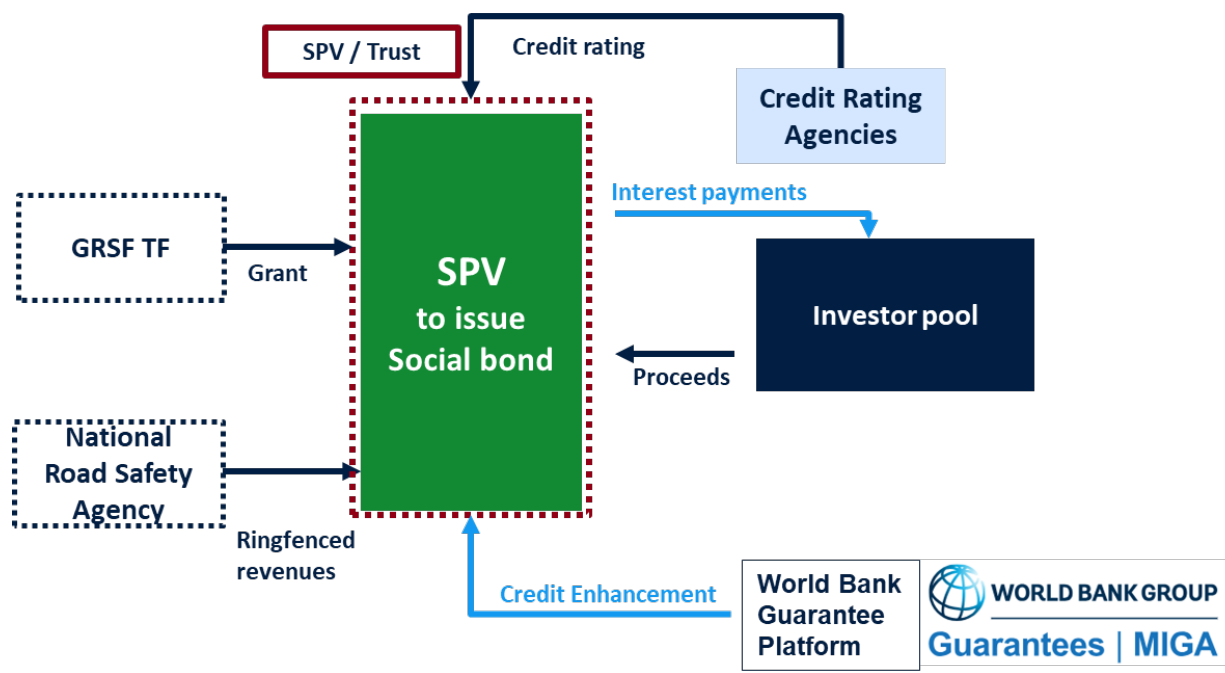 SPV / Trust
Credit rating
Credit Rating
Agencies
Interest payments
GRSF TF
Grant
SPV
to issue
Social bond
Investor pool
Proceeds
National
Road Safety
Agency
Ringfenced
revenues
Credit Enhancement
World Bank
Guarantee
Platform
WORLD BANK GROUP
Guarantees | MIGA